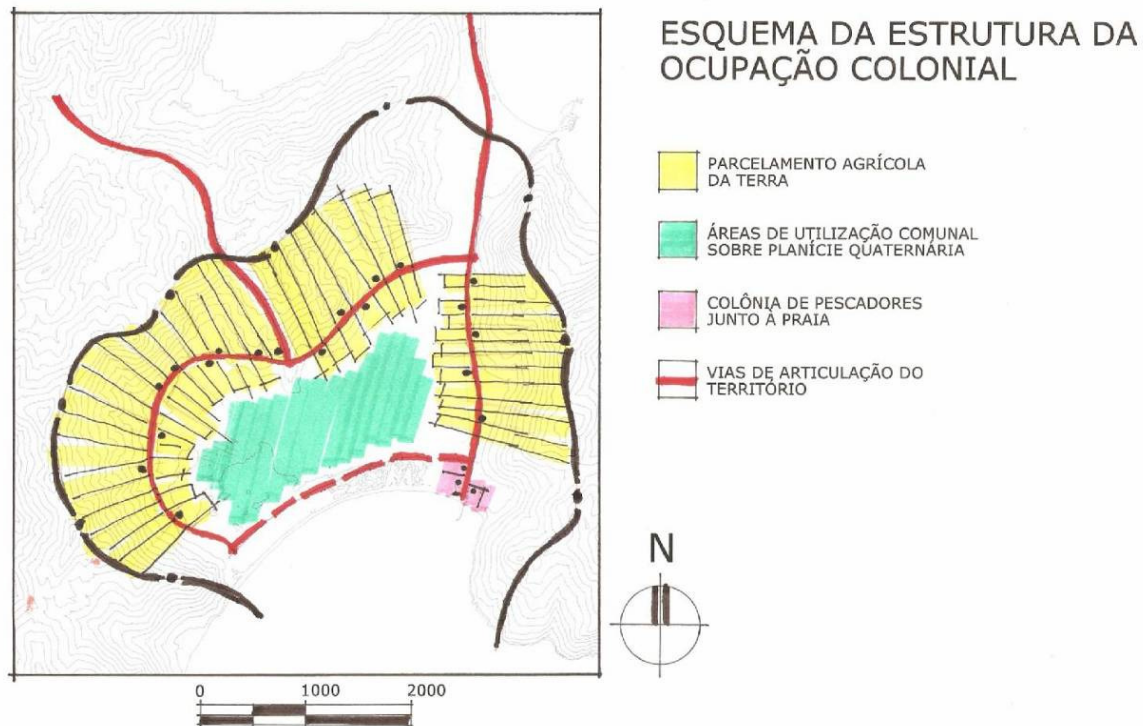 ESQUEMA DA ESTRUTURA DA
OCUPAÇÃO COLONIAL
PARCELAMENTO AGRÍCOLA
DA TERRA
ÁREAS DE UTILIZAÇÃO COMUNAL
SOBRE PLANÍCIE QUATERNÁRIA
COLÔNIA DE PESCADORES
JUNTO À PRAIA
VIAS DE ARTICULAÇÃO DO
TERRITÓRIO
N
0 1000 2000